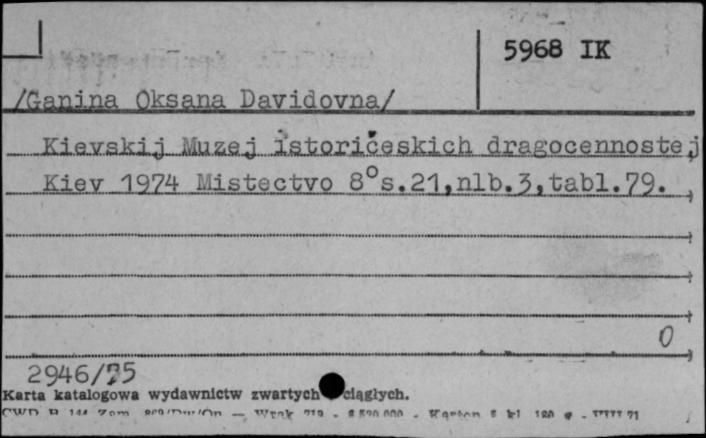 5968 IK
/Ganina Oksana Davidovna/
Kievskij Muzej istoričeskich dragocennostej
Kiev 1974 Mistectvo 8°s.21,nlb.3,tabl.79.
0
2946/75
Karta katalogowa wydawnictw zwartych ciągłych.